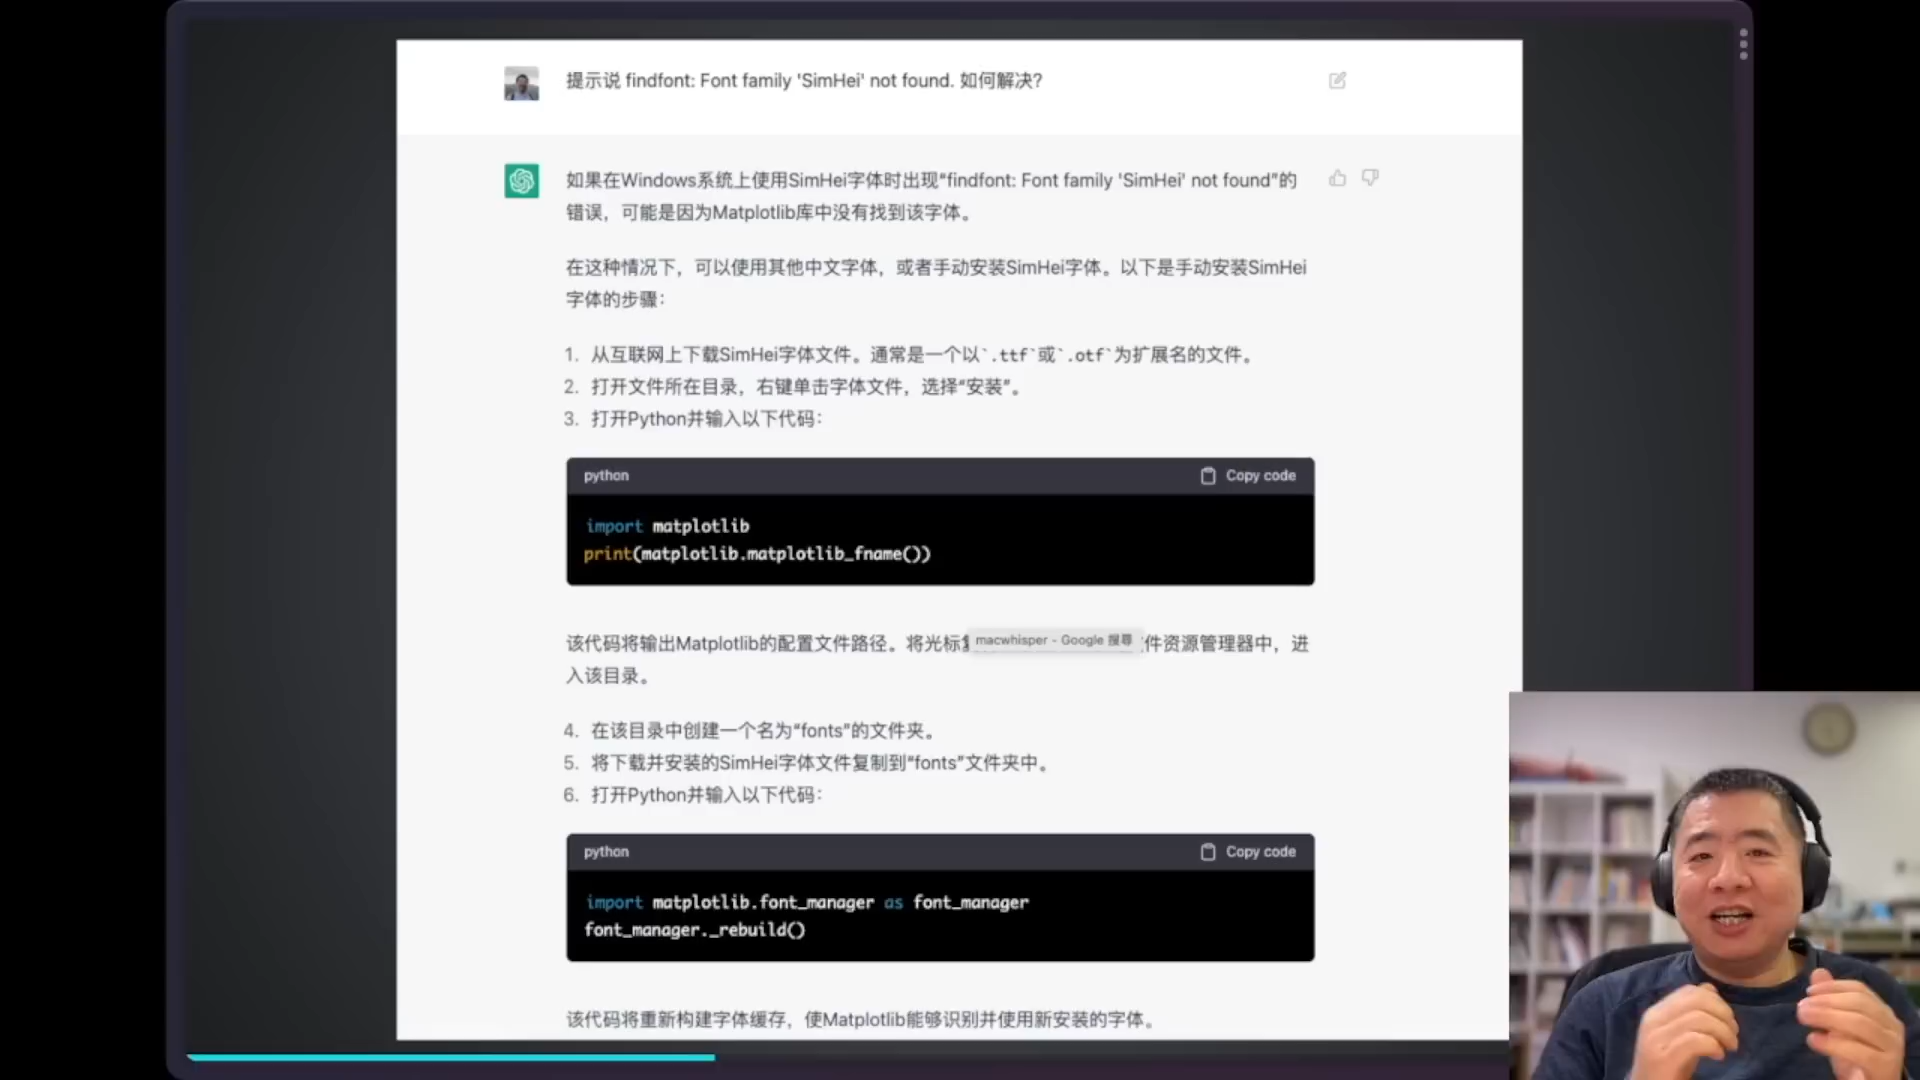 提示说 findfont: Font family 'SimHei' not found. 如何解决?
如果在Windows系统上使用SimHei字体时出现“findfont: Font family 'SimHei' not found”的
错误，可能是因为Matplotlib库中没有找到该字体。
在这种情况下，可以使用其他中文字体，或者手动安装SimHei字体。以下是手动安装SimHei
字体的步骤：
1. 从互联网上下载SimHei字体文件。通常是一个以`.ttf`或`.otf`为扩展名的文件。
2. 打开文件所在目录，右键单击字体文件，选择“安装”。
3. 打开Python并输入以下代码：
python
Copy code
import matplotlib
print(matplotlib.matplotlib_fname())
该代码将输出Matplotlib的配置文件路径。将光标 macwhisper - Google 搜尋 件资源管理器中，进
入该目录。
4. 在该目录中创建一个名为“fonts”的文件夹。
5. 将下载并安装的SimHei字体文件复制到“fonts”文件夹中。
6. 打开Python并输入以下代码：
python
Copy code
import matplotlib.font_manager as font_manager
font_manager._rebuild()
该代码将重新构建字体缓存，使Matplotlib能够识别并使用新安装的字体。